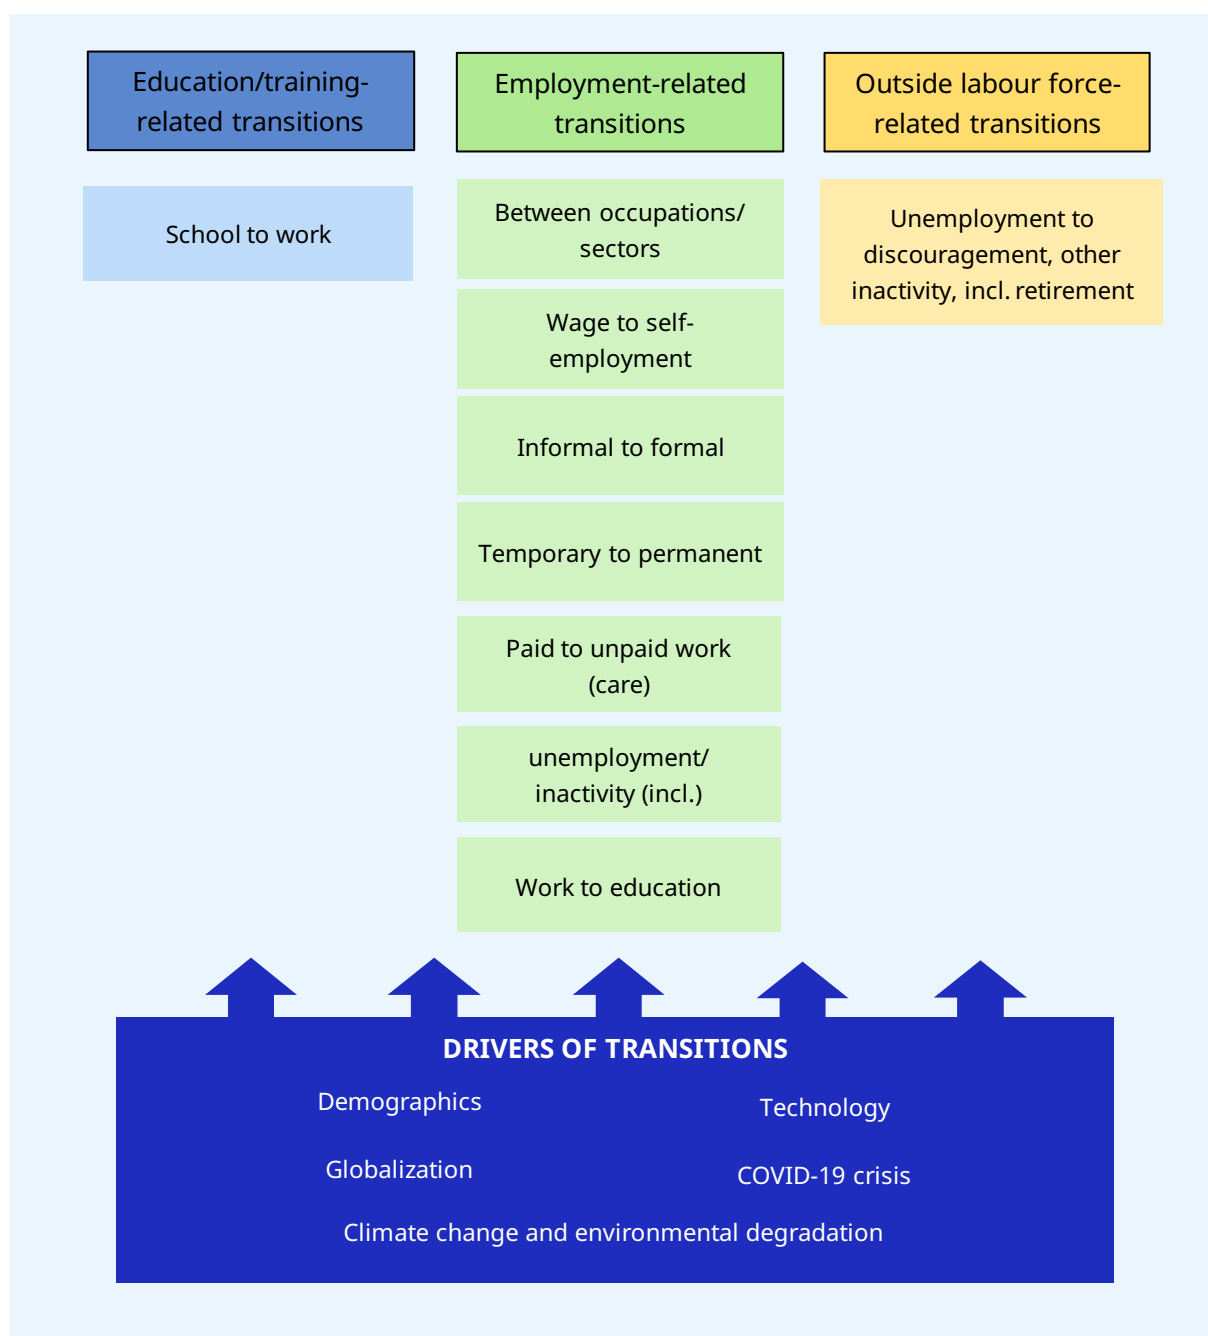 Education/training-
related transitions
Employment-related
transitions
Outside labour force-
related transitions
School to work
Between occupations/
sectors
Wage to self-
employment
Informal to formal
Temporary to permanent
Paid to unpaid work
(care)
unemployment/
inactivity (incl.)
Work to education
Unemployment to
discouragement, other
inactivity, incl. retirement
DRIVERS OF TRANSITIONS
Demographics
Technology
Globalization
COVID-19 crisis
Climate change and environmental degradation